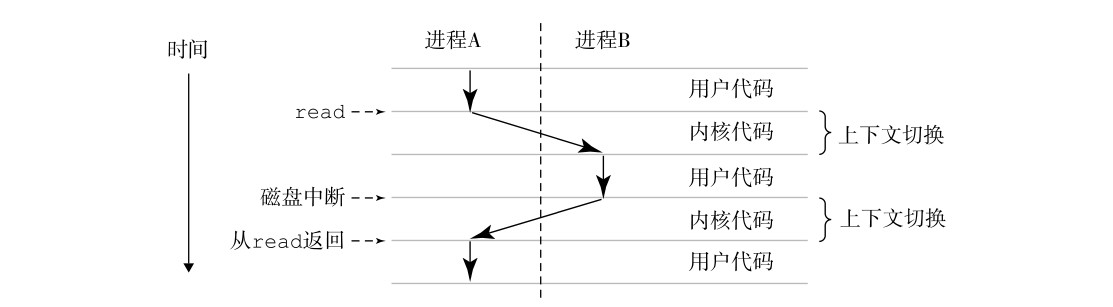 时间
进程A
进程B
用户代码
read
内核代码
上下文切换
用户代码
磁盘中断
内核代码
上下文切换
从read返回
用户代码